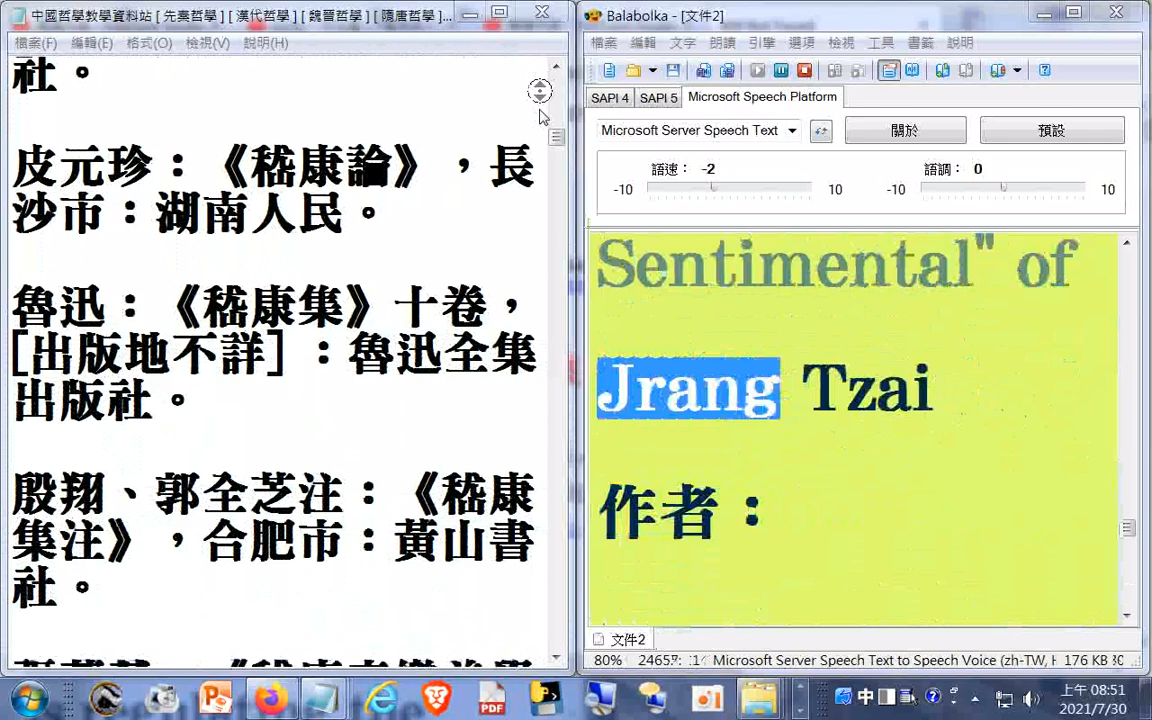 中國哲學教學資料站 [ 先秦哲學 ] [ 漢代哲學 ] [ 魏晉哲學 ] [ 隋唐哲學 ]...
檔案(F) 編輯(E) 格式(O) 檢視(V) 說明(H)
社。
皮元珍：《嵇康論》，長
沙市：湖南人民。
魯迅：《嵇康集》十卷，
[出版地不詳]：魯迅全集
出版社。
殷翔、郭全芝注：《嵇康
集注》，合肥市：黃山書
社。
Balabolka - [文件2]
檔案 編輯 文字 朗讀 引擎 選項 檢視 工具 書籤 說明
SAPI 4 SAPI 5 Microsoft Speech Platform
Microsoft Server Speech Text 關於 預設
語速： -2 語調： 0
-10 10 -10 10
Sentimental" of
Jrang Tzai
作者：
文件2
80% Microsoft Server Speech Text to Speech Voice (zh-TW, H 176 KB
中
上午 08:51
2021/7/30